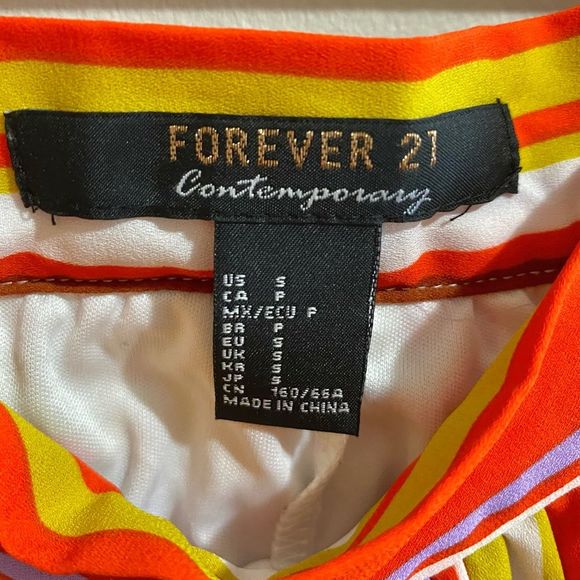 FOREVER 21
Contemporary
US S
CA P
MX/ECU P
BR P
EU S
UK S
KR S
JP S
CN 160/66A
MADE IN CHINA